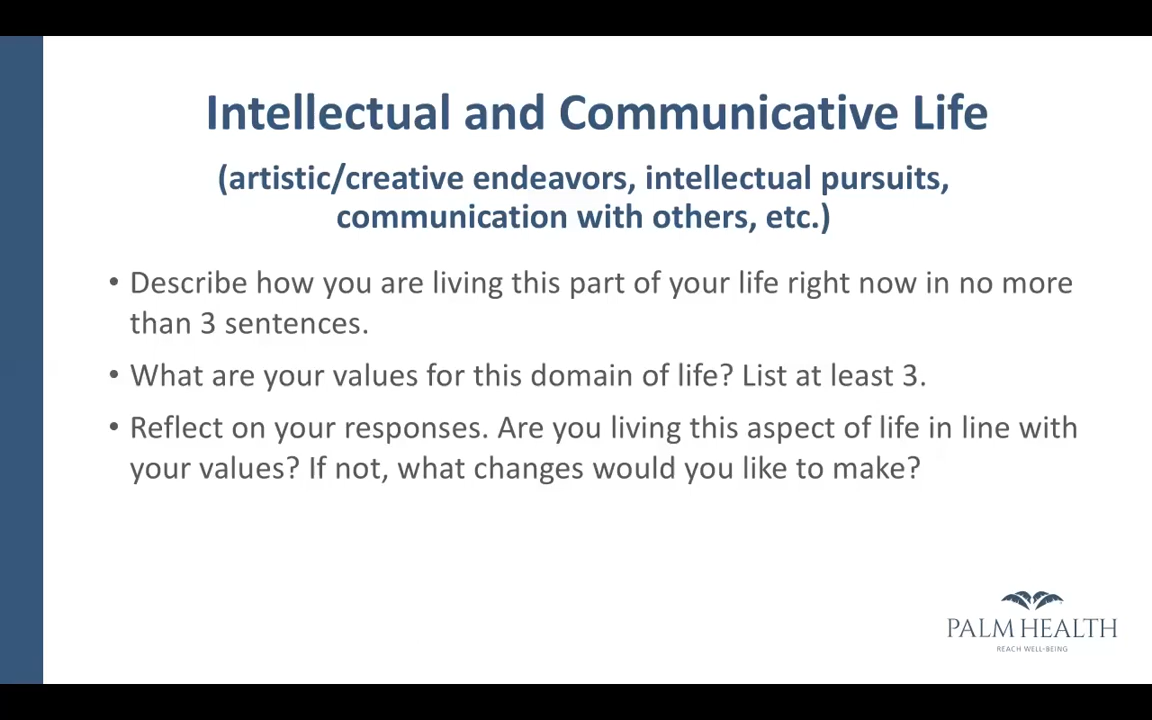 Intellectual and Communicative Life
(artistic/creative endeavors, intellectual pursuits,
communication with others, etc.)
• Describe how you are living this part of your life right now in no more
than 3 sentences.
• What are your values for this domain of life? List at least 3.
• Reflect on your responses. Are you living this aspect of life in line with
your values? If not, what changes would you like to make?
PALM HEALTH
REACH WELL-BEING